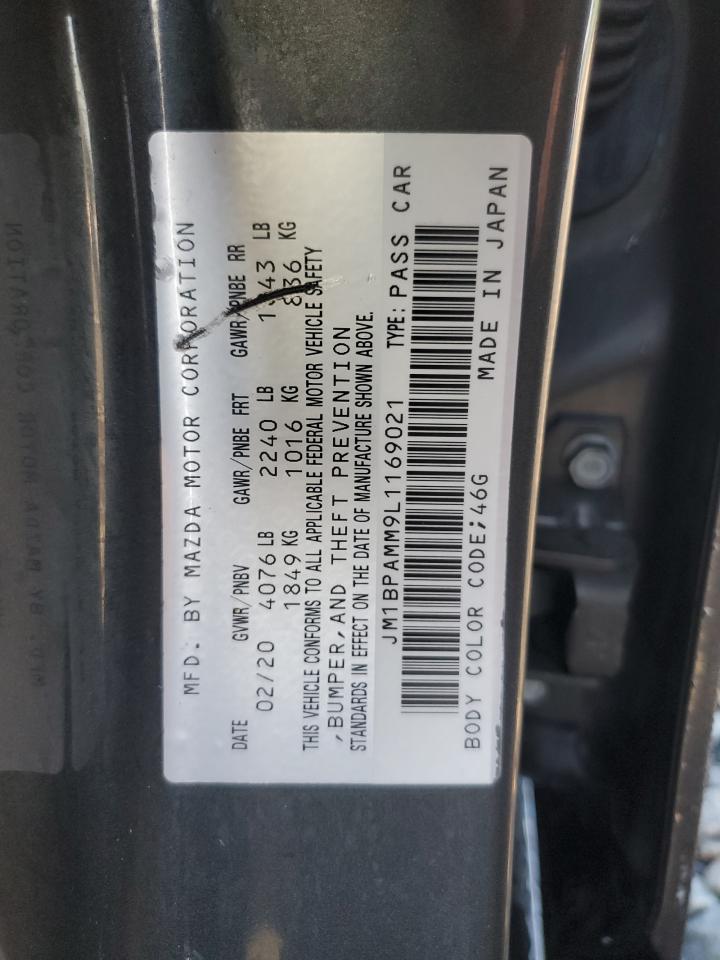 MFD. BY MAZDA MOTOR CORPORATION
DATE GVWR/PNBV GAWR/PNBE FRT GAWR/PNBE RR
02/20 4076 LB 2240 LB LB
1849 KG 1016 KG 836 KG
THIS VEHICLE CONFORMS TO ALL APPLICABLE FEDERAL MOTOR VEHICLE SAFETY
,BUMPER,AND THEFT PREVENTION
STANDARDS IN EFFECT ON THE DATE OF MANUFACTURE SHOWN ABOVE.
JM1BPAMM9L1169021 TYPE: PASS CAR
BODY COLOR CODE;46G MADE IN JAPAN